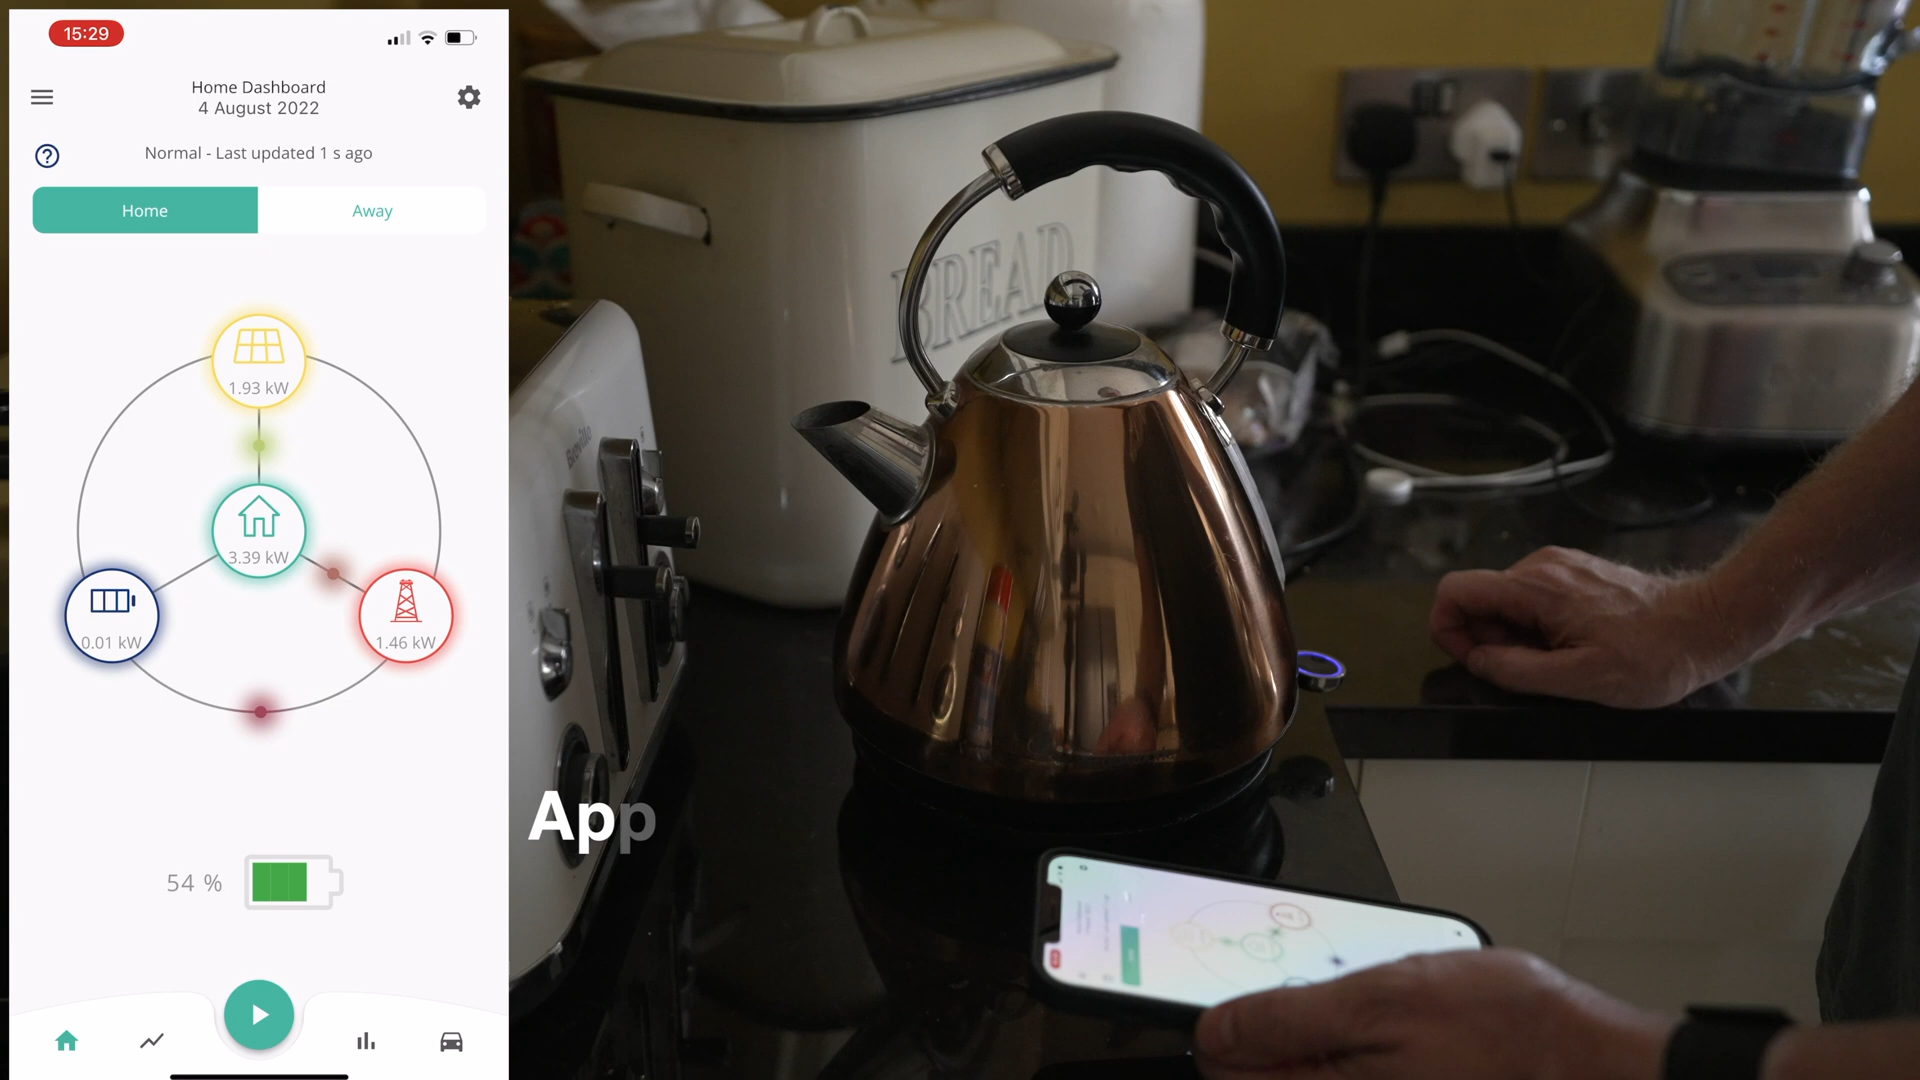 15:29
Home Dashboard
4 August 2022
Normal - Last updated 1 s ago
Home
Away
1.93 kW
3.39 kW
0.01 kW
1.46 kW
54 %
BREAD
Breville
App